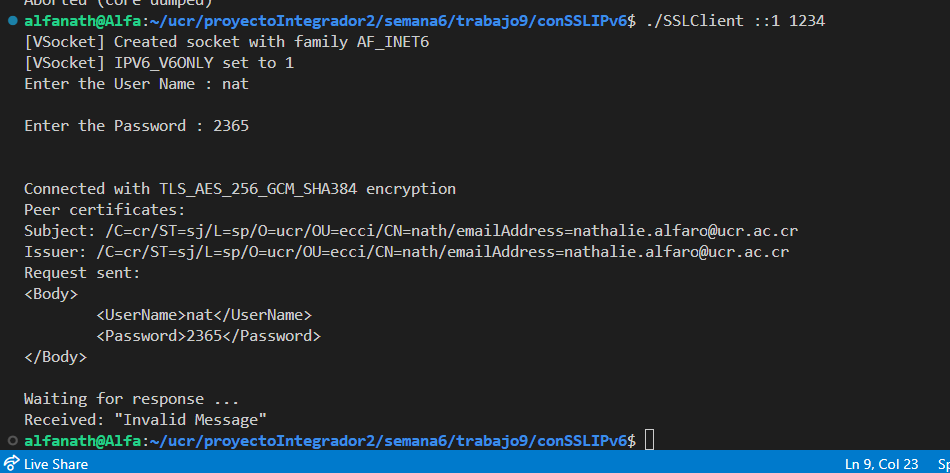 Aborted (core dumped)
alfanath@Alfa:~/ucr/proyectoIntegrador2/semana6/trabajo9/conSSLIPv6$ ./SSLClient ::1 1234
[VSocket] Created socket with family AF_INET6
[VSocket] IPV6_V6ONLY set to 1
Enter the User Name : nat
Enter the Password : 2365
Connected with TLS_AES_256_GCM_SHA384 encryption
Peer certificates:
Subject: /C=cr/ST=sj/L=sp/O=ucr/OU=ecci/CN=nath/emailAddress=nathalie.alfaro@ucr.ac.cr
Issuer: /C=cr/ST=sj/L=sp/O=ucr/OU=ecci/CN=nath/emailAddress=nathalie.alfaro@ucr.ac.cr
Request sent:
<Body>
        <UserName>nat</UserName>
        <Password>2365</Password>
</Body>
Waiting for response ...
Received: "Invalid Message"
alfanath@Alfa:~/ucr/proyectoIntegrador2/semana6/trabajo9/conSSLIPv6$
Live Share Ln 9, Col 23 Sp